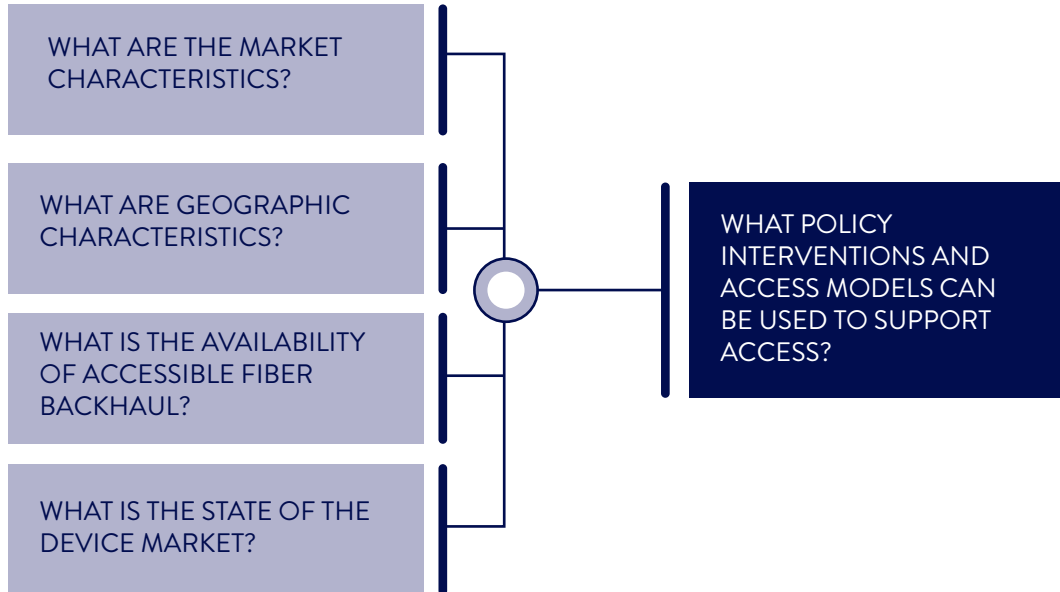 WHAT ARE THE MARKET
CHARACTERISTICS?
WHAT ARE GEOGRAPHIC
CHARACTERISTICS?
WHAT IS THE AVAILABILITY
OF ACCESSIBLE FIBER
BACKHAUL?
WHAT IS THE STATE OF THE
DEVICE MARKET?
WHAT POLICY
INTERVENTIONS AND
ACCESS MODELS CAN
BE USED TO SUPPORT
ACCESS?